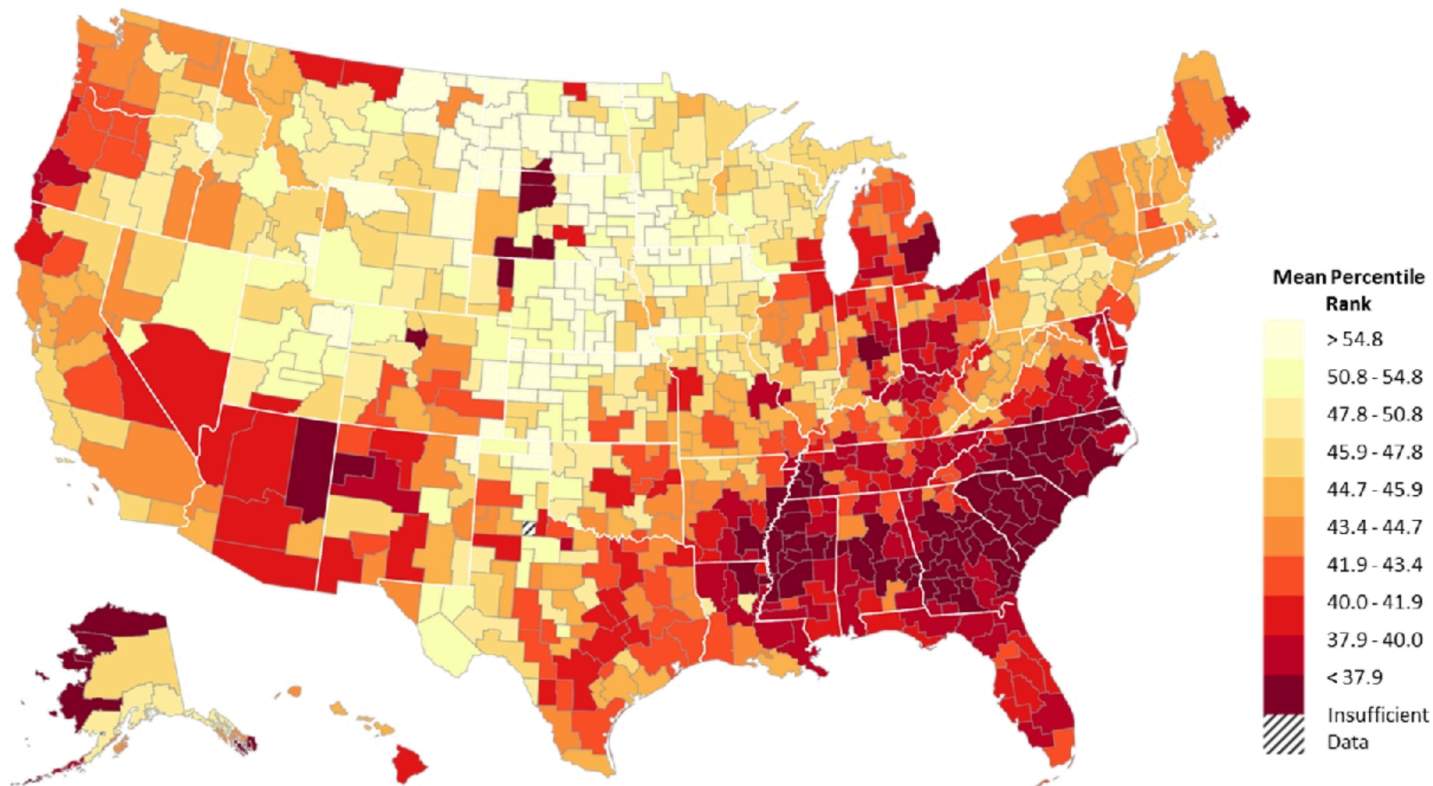 Mean Percentile
Rank
> 54.8
50.8 - 54.8
47.8 - 50.8
45.9 - 47.8
44.7 - 45.9
43.4 - 44.7
41.9 - 43.4
40.0 - 41.9
37.9 - 40.0
< 37.9
Insufficient
Data